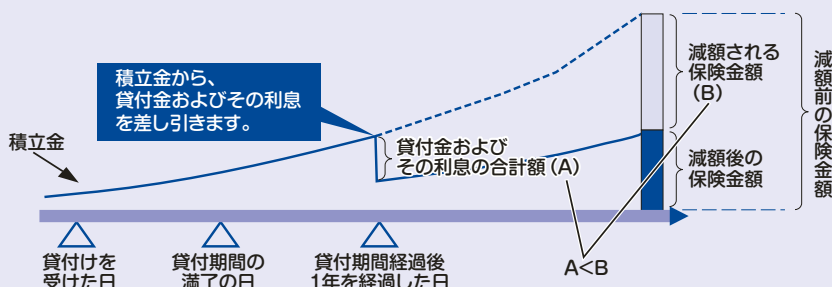 積立金から、
貸付金およびその利息
を差し引きます。
積立金
貸付金および
その利息の合計額(A)
減額される
保険金額
(B)
減額後の
保険金額
減額前の保険金額
貸付けを
受けた日
貸付期間の
満了の日
貸付期間経過後
1年を経過した日
A<B